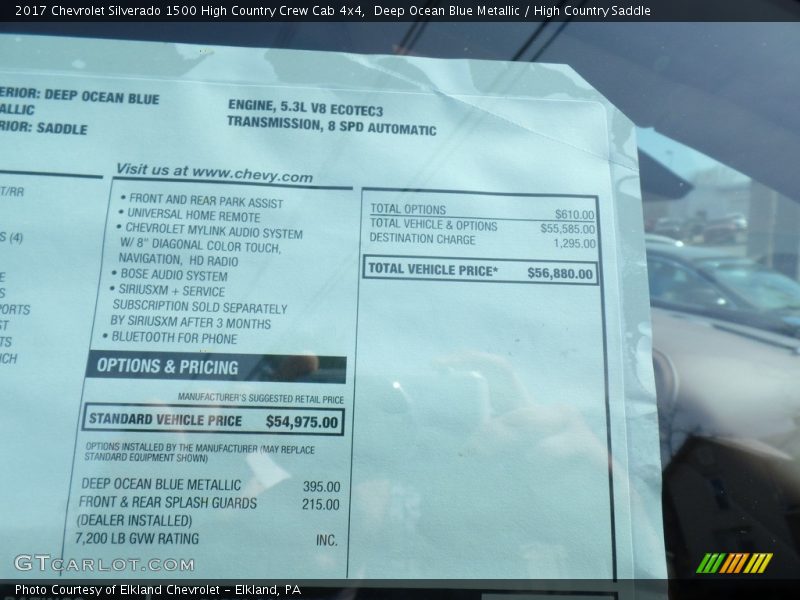 2017 Chevrolet Silverado 1500 High Country Crew Cab 4x4,  Deep Ocean Blue Metallic / High Country Saddle
ERIOR: DEEP OCEAN BLUE
ALLIC
RIOR: SADDLE
ENGINE, 5.3L V8 ECOTEC3
TRANSMISSION, 8 SPD AUTOMATIC
T/RR
S (4)
E
S
PORTS
ST
TS
NCH
Visit us at www.chevy.com
• FRONT AND REAR PARK ASSIST
• UNIVERSAL HOME REMOTE
• CHEVROLET MYLINK AUDIO SYSTEM
W/ 8" DIAGONAL COLOR TOUCH,
NAVIGATION, HD RADIO
• BOSE AUDIO SYSTEM
• SIRIUSXM + SERVICE
SUBSCRIPTION SOLD SEPARATELY
BY SIRIUSXM AFTER 3 MONTHS
• BLUETOOTH FOR PHONE
OPTIONS & PRICING
MANUFACTURER'S SUGGESTED RETAIL PRICE
STANDARD VEHICLE PRICE $54,975.00
OPTIONS INSTALLED BY THE MANUFACTURER (MAY REPLACE
STANDARD EQUIPMENT SHOWN)
DEEP OCEAN BLUE METALLIC 395.00
FRONT & REAR SPLASH GUARDS 215.00
(DEALER INSTALLED)
7,200 LB GVW RATING INC.
TOTAL OPTIONS $610.00
TOTAL VEHICLE & OPTIONS $55,585.00
DESTINATION CHARGE 1,295.00
TOTAL VEHICLE PRICE* $56,880.00
GTCARLOT.COM
Photo Courtesy of Elkland Chevrolet - Elkland, PA